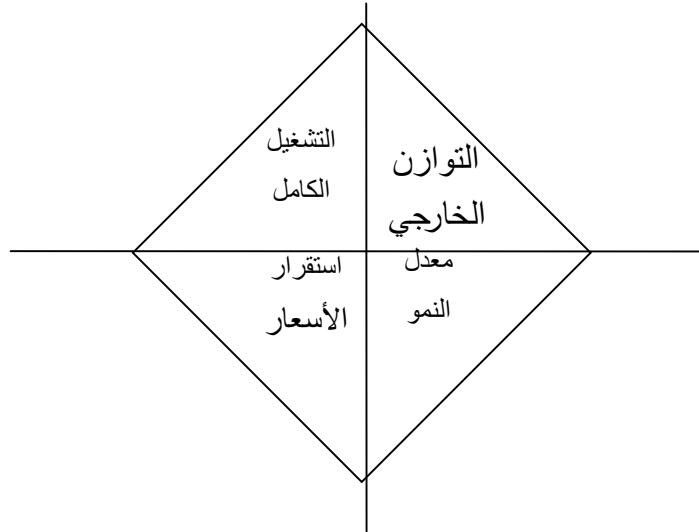 التوازن
الخارجي
التشغيل
الكامل
معدل
النمو
استقرار
الأسعار